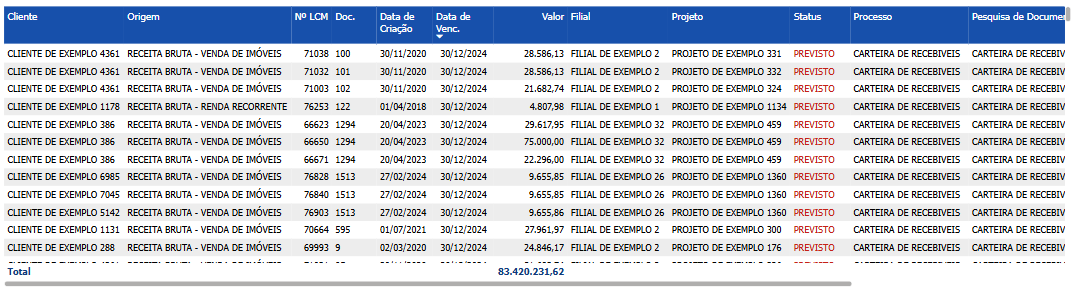 Cliente Origem Nº LCM Doc. Data de Criação Data de Venc. Valor Filial Projeto Status Processo Pesquisa de Documen
CLIENTE DE EXEMPLO 4361 RECEITA BRUTA - VENDA DE IMÓVEIS 71038 100 30/11/2020 30/12/2024 28.586,13 FILIAL DE EXEMPLO 2 PROJETO DE EXEMPLO 331 PREVISTO CARTEIRA DE RECEBIVEIS CARTEIRA DE RECEBIV
CLIENTE DE EXEMPLO 4361 RECEITA BRUTA - VENDA DE IMÓVEIS 71032 101 30/11/2020 30/12/2024 28.586,13 FILIAL DE EXEMPLO 2 PROJETO DE EXEMPLO 332 PREVISTO CARTEIRA DE RECEBIVEIS CARTEIRA DE RECEBIV
CLIENTE DE EXEMPLO 4361 RECEITA BRUTA - VENDA DE IMÓVEIS 71003 102 30/11/2020 30/12/2024 21.682,74 FILIAL DE EXEMPLO 2 PROJETO DE EXEMPLO 324 PREVISTO CARTEIRA DE RECEBIVEIS CARTEIRA DE RECEBIV
CLIENTE DE EXEMPLO 1178 RECEITA BRUTA - RENDA RECORRENTE 76253 122 01/04/2018 30/12/2024 4.807,98 FILIAL DE EXEMPLO 1 PROJETO DE EXEMPLO 1134 PREVISTO CARTEIRA DE RECEBIVEIS CARTEIRA DE RECEBIV
CLIENTE DE EXEMPLO 386 RECEITA BRUTA - VENDA DE IMÓVEIS 66623 1294 20/04/2023 30/12/2024 29.617,95 FILIAL DE EXEMPLO 32 PROJETO DE EXEMPLO 459 PREVISTO CARTEIRA DE RECEBIVEIS CARTEIRA DE RECEBIV
CLIENTE DE EXEMPLO 386 RECEITA BRUTA - VENDA DE IMÓVEIS 66650 1294 20/04/2023 30/12/2024 75.000,00 FILIAL DE EXEMPLO 32 PROJETO DE EXEMPLO 459 PREVISTO CARTEIRA DE RECEBIVEIS CARTEIRA DE RECEBIV
CLIENTE DE EXEMPLO 386 RECEITA BRUTA - VENDA DE IMÓVEIS 66671 1294 20/04/2023 30/12/2024 22.296,00 FILIAL DE EXEMPLO 32 PROJETO DE EXEMPLO 459 PREVISTO CARTEIRA DE RECEBIVEIS CARTEIRA DE RECEBIV
CLIENTE DE EXEMPLO 6985 RECEITA BRUTA - VENDA DE IMÓVEIS 76828 1513 27/02/2024 30/12/2024 9.655,85 FILIAL DE EXEMPLO 26 PROJETO DE EXEMPLO 1360 PREVISTO CARTEIRA DE RECEBIVEIS CARTEIRA DE RECEBIV
CLIENTE DE EXEMPLO 7045 RECEITA BRUTA - VENDA DE IMÓVEIS 76840 1513 27/02/2024 30/12/2024 9.655,85 FILIAL DE EXEMPLO 26 PROJETO DE EXEMPLO 1360 PREVISTO CARTEIRA DE RECEBIVEIS CARTEIRA DE RECEBIV
CLIENTE DE EXEMPLO 5142 RECEITA BRUTA - VENDA DE IMÓVEIS 76903 1513 27/02/2024 30/12/2024 9.655,86 FILIAL DE EXEMPLO 26 PROJETO DE EXEMPLO 1360 PREVISTO CARTEIRA DE RECEBIVEIS CARTEIRA DE RECEBIV
CLIENTE DE EXEMPLO 1131 RECEITA BRUTA - VENDA DE IMÓVEIS 70664 595 01/07/2021 30/12/2024 27.961,97 FILIAL DE EXEMPLO 2 PROJETO DE EXEMPLO 300 PREVISTO CARTEIRA DE RECEBIVEIS CARTEIRA DE RECEBIV
CLIENTE DE EXEMPLO 288 RECEITA BRUTA - VENDA DE IMÓVEIS 69993 9 02/03/2020 30/12/2024 24.846,17 FILIAL DE EXEMPLO 2 PROJETO DE EXEMPLO 176 PREVISTO CARTEIRA DE RECEBIVEIS CARTEIRA DE RECEBIV
Total 83.420.231,62